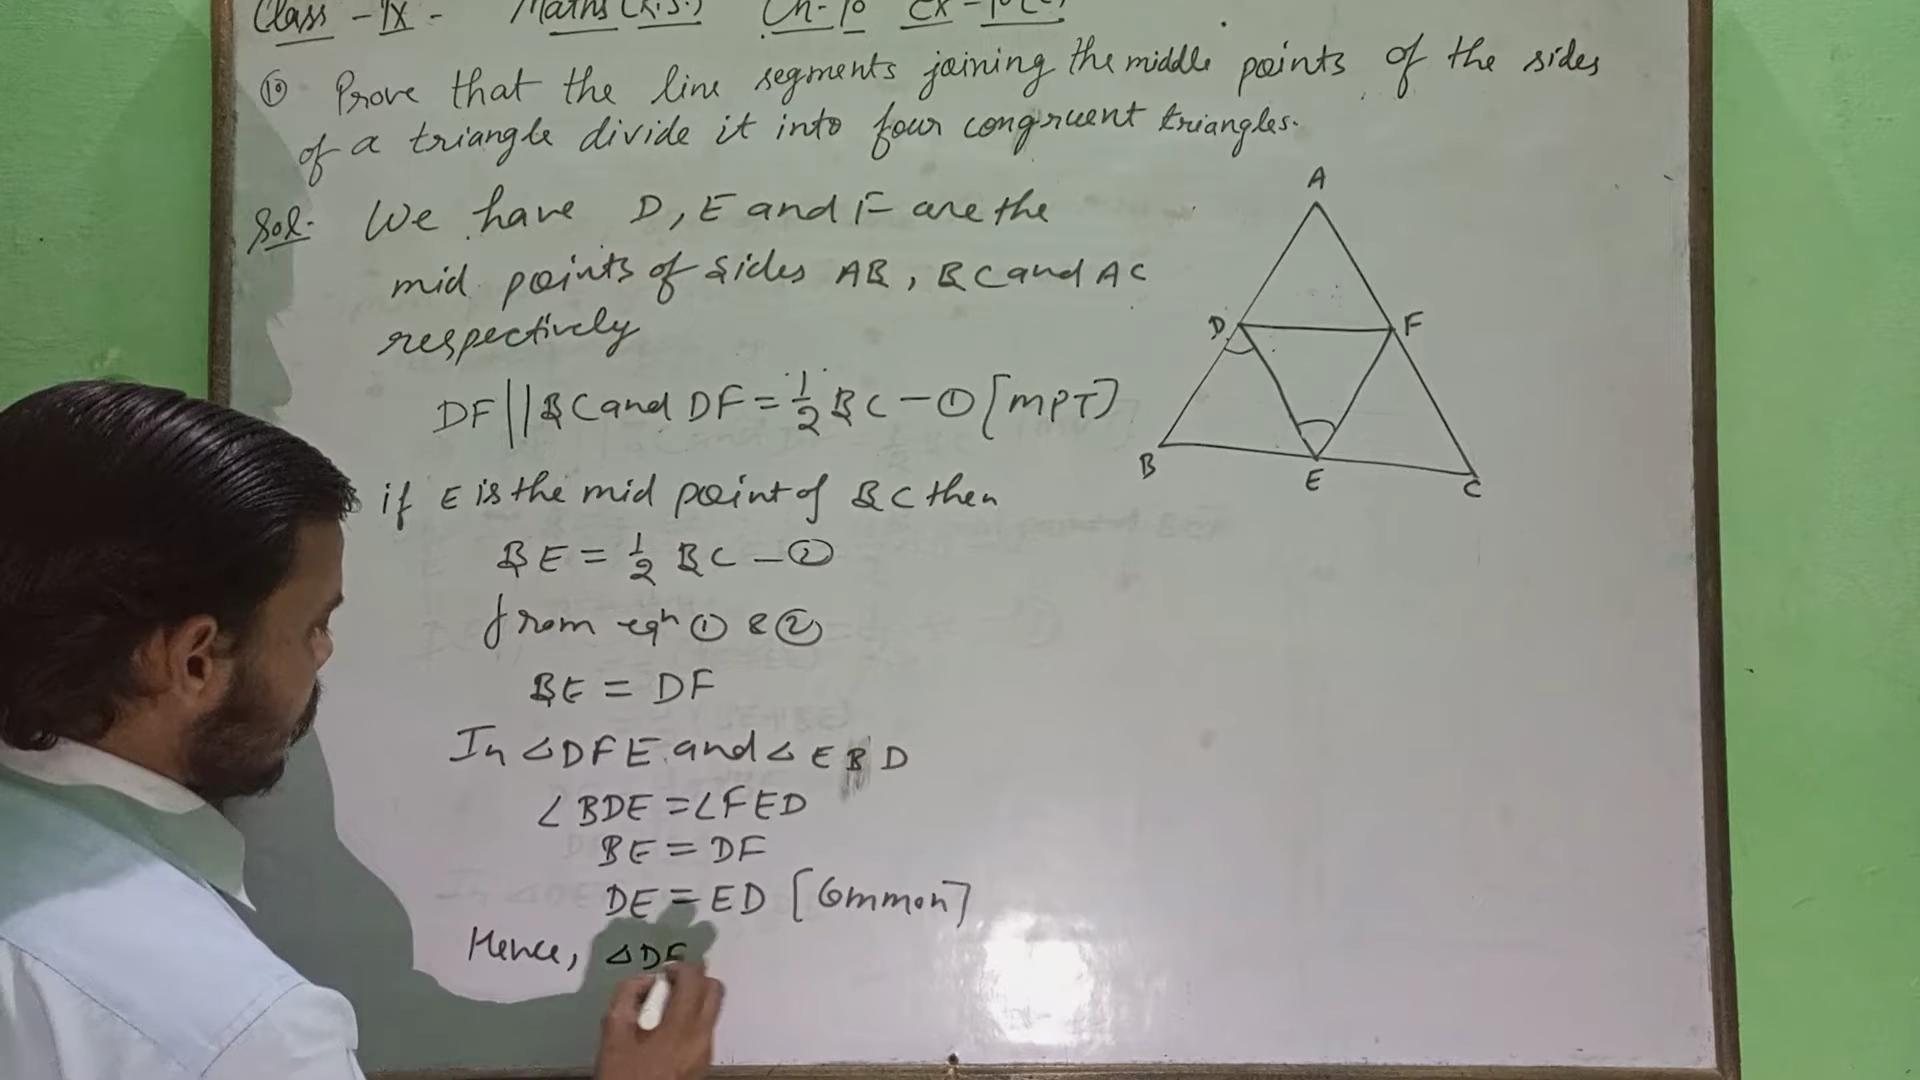 Class - IX - Maths (R.S.) Ch-10 Ex-10(C)
⑩ Prove that the line segments joining the middle points of the sides
of a triangle divide it into four congruent triangles.
Sol. We have D, E and F are the
mid points of sides AB, BC and AC
respectively
DF || BC and DF = 1/2 BC - ① [MPT]
if E is the mid point of BC then
BE = 1/2 BC - ②
from eqn ① & ②
BE = DF
In △DFE and △EBD
∠BDE = ∠FED
BE = DF
DE = ED [Common]
Hence, △DF
A
D
F
B
E
C